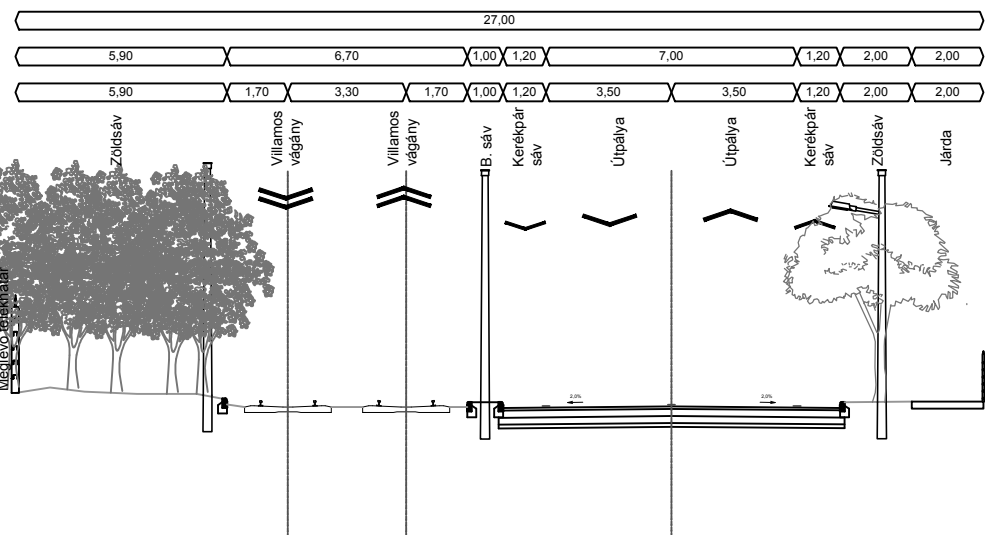 27,00
5,90 6,70 1,00 1,20 7,00 1,20 2,00 2,00
5,90 1,70 3,30 1,70 1,00 1,20 3,50 3,50 1,20 2,00 2,00
Zöldsáv
Villamos
vágány
Villamos
vágány
B. sáv
Kerékpár
sáv
Útpálya
Útpálya
Kerékpár
sáv
Zöldsáv
Járda
Meglévő telekhatár
2,0%
2,0%